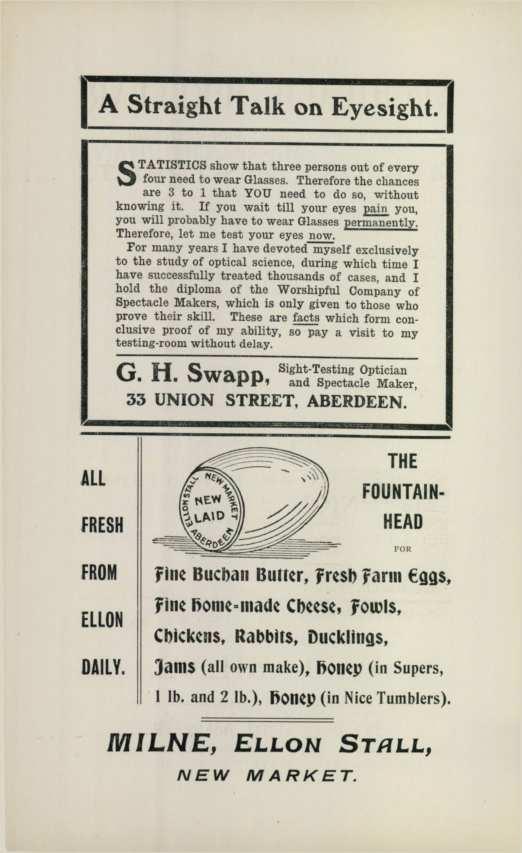 A Straight Talk on Eyesight.
STATISTICS show that three persons out of every
four need to wear Glasses. Therefore the chances
are 3 to 1 that YOU need to do so, without
knowing it. If you wait till your eyes pain you,
you will probably have to wear Glasses permanently.
Therefore, let me test your eyes now.
For many years I have devoted myself exclusively
to the study of optical science, during which time I
have successfully treated thousands of cases, and I
hold the diploma of the Worshipful Company of
Spectacle Makers, which is only given to those who
prove their skill. These are facts which form con-
clusive proof of my ability, so pay a visit to my
testing-room without delay.
G. H. Swapp, Sight-Testing Optician
and Spectacle Maker,
33 UNION STREET, ABERDEEN.
ALL
FRESH
FROM
ELLON
DAILY.
ELLON STALL NEW MARKET
NEW
LAID
ABERDEEN
THE
FOUNTAIN-
HEAD
FOR
Fine Buchan Butter, Fresh Farm Eggs,
Fine Home-made Cheese, Fowls,
Chickens, Rabbits, Ducklings,
Jams (all own make), Honey (in Supers,
1 lb. and 2 lb.), Honey (in Nice Tumblers).
MILNE, ELLON STALL,
NEW MARKET.